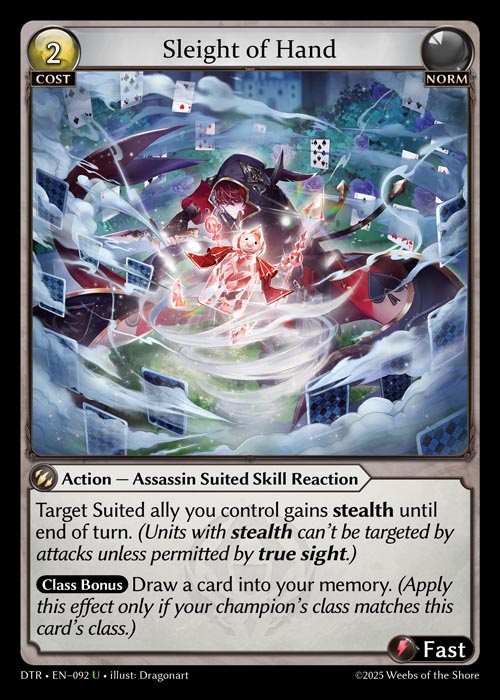 2
Sleight of Hand
COST
NORM
Action — Assassin Suited Skill Reaction
Target Suited ally you control gains stealth until
end of turn. (Units with stealth can't be targeted by
attacks unless permitted by true sight.)
Class Bonus Draw a card into your memory. (Apply
this effect only if your champion's class matches this
card's class.)
Fast
DTR • EN–092 U • illust: Dragonart
©2025 Weebs of the Shore